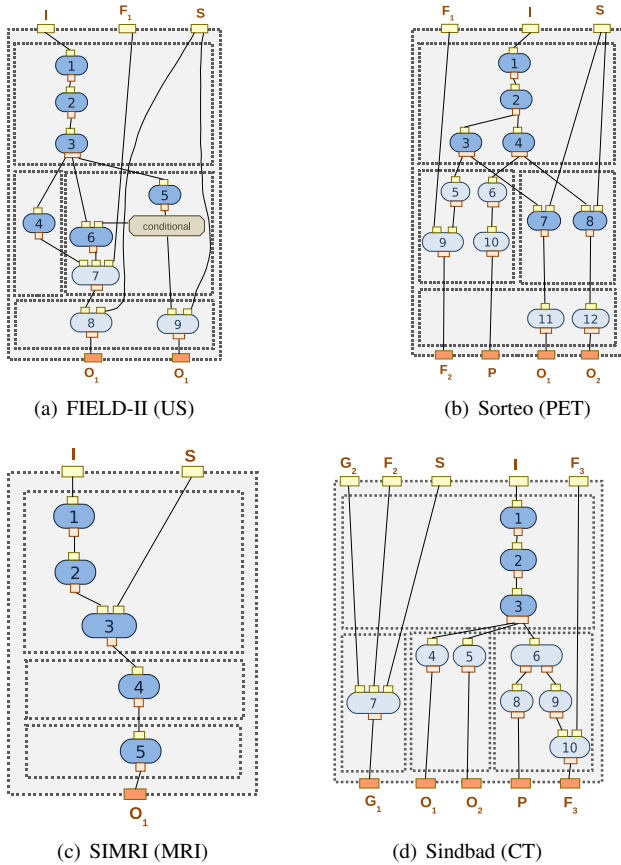 I F1 S
1
2
3
5
4
conditional
6
7
8 9
O1 O1
(a) FIELD-II (US)
F1 I S
1
2
3 4
5 6
7 8
9 10
11 12
F2 P O1 O2
(b) Sorteo (PET)
I S
1
2
3
4
5
O1
(c) SIMRI (MRI)
G2 F2 S I F3
1
2
3
4 5 6
7 8 9
10
G1 O1 O2 P F3
(d) Sindbad (CT)